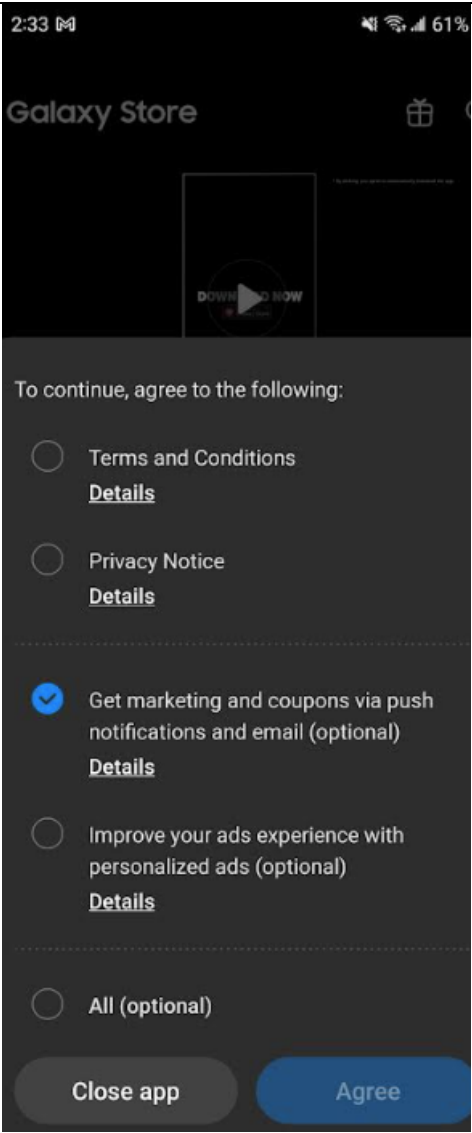 2:33
61%
Galaxy Store
DOWNLOAD NOW
To continue, agree to the following:
Terms and Conditions
Details
Privacy Notice
Details
Get marketing and coupons via push
notifications and email (optional)
Details
Improve your ads experience with
personalized ads (optional)
Details
All (optional)
Close app
Agree